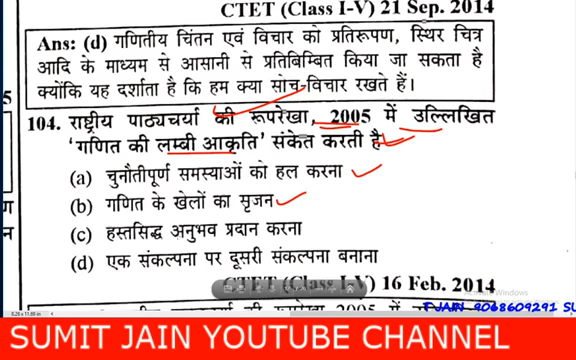 CTET (Class I-V) 21 Sep. 2014
Ans: (d) गणितीय चिंतन एवं विचार को प्रतिरूपण, स्थिर चित्र
आदि के माध्यम से आसानी से प्रतिबिम्बित किया जा सकता है
क्योंकि यह दर्शाता है कि हम क्या सोच-विचार रखते हैं।
104. राष्ट्रीय पाठ्यचर्या की रूपरेखा, 2005 में उल्लिखित
'गणित की लम्बी आकृति' संकेत करती है
(a) चुनौतीपूर्ण समस्याओं को हल करना
(b) गणित के खेलों का सृजन
(c) हस्तसिद्ध अनुभव प्रदान करना
(d) एक संकल्पना पर दूसरी संकल्पना बनाना
CTET (Class I-V) 16 Feb. 2014
JAIN 9068609291 SU
SUMIT JAIN YOUTUBE CHANNEL